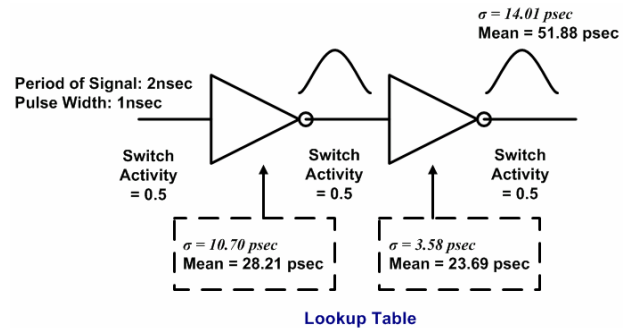 σ = 14.01 psec
Mean = 51.88 psec
Period of Signal: 2nsec
Pulse Width: 1nsec
Switch
Activity
= 0.5
Switch
Activity
= 0.5
Switch
Activity
= 0.5
σ = 10.70 psec
Mean = 28.21 psec
σ = 3.58 psec
Mean = 23.69 psec
Lookup Table